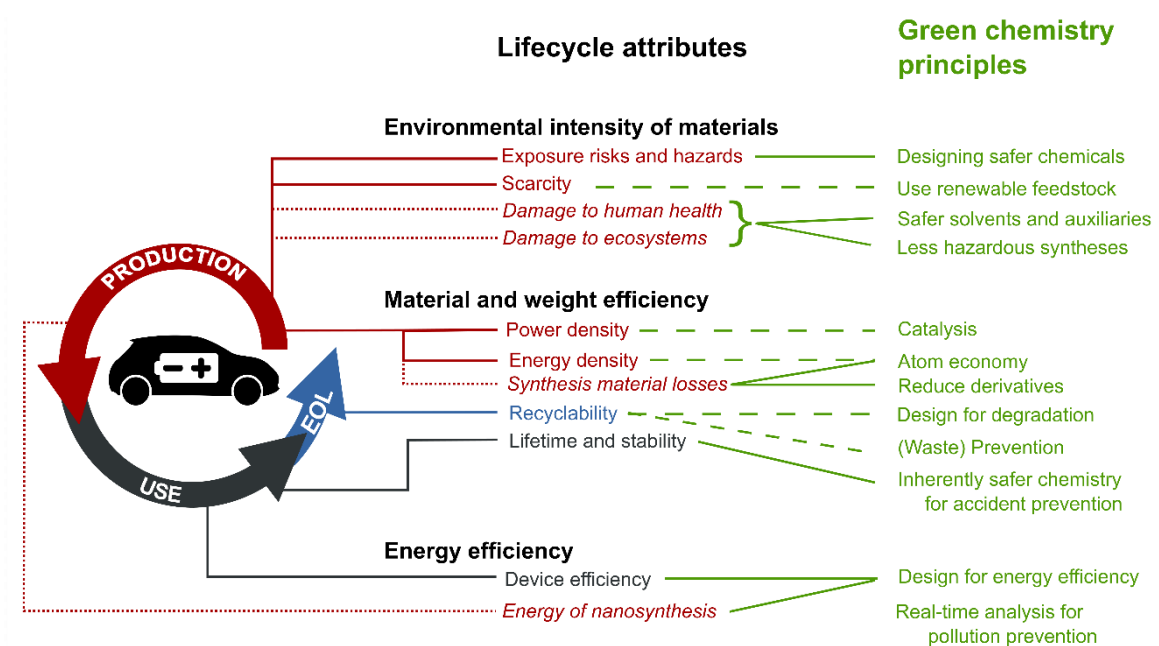 Lifecycle attributes
Green chemistry
principles
Environmental intensity of materials
Exposure risks and hazards
Designing safer chemicals
Scarcity
Use renewable feedstock
Damage to human health
Safer solvents and auxiliaries
Damage to ecosystems
Less hazardous syntheses
PRODUCTION
Material and weight efficiency
Power density
Catalysis
Energy density
Atom economy
Synthesis material losses
Reduce derivatives
EOL
Recyclability
Design for degradation
Lifetime and stability
(Waste) Prevention
Inherently safer chemistry
for accident prevention
USE
Energy efficiency
Device efficiency
Design for energy efficiency
Energy of nanosynthesis
Real-time analysis for
pollution prevention